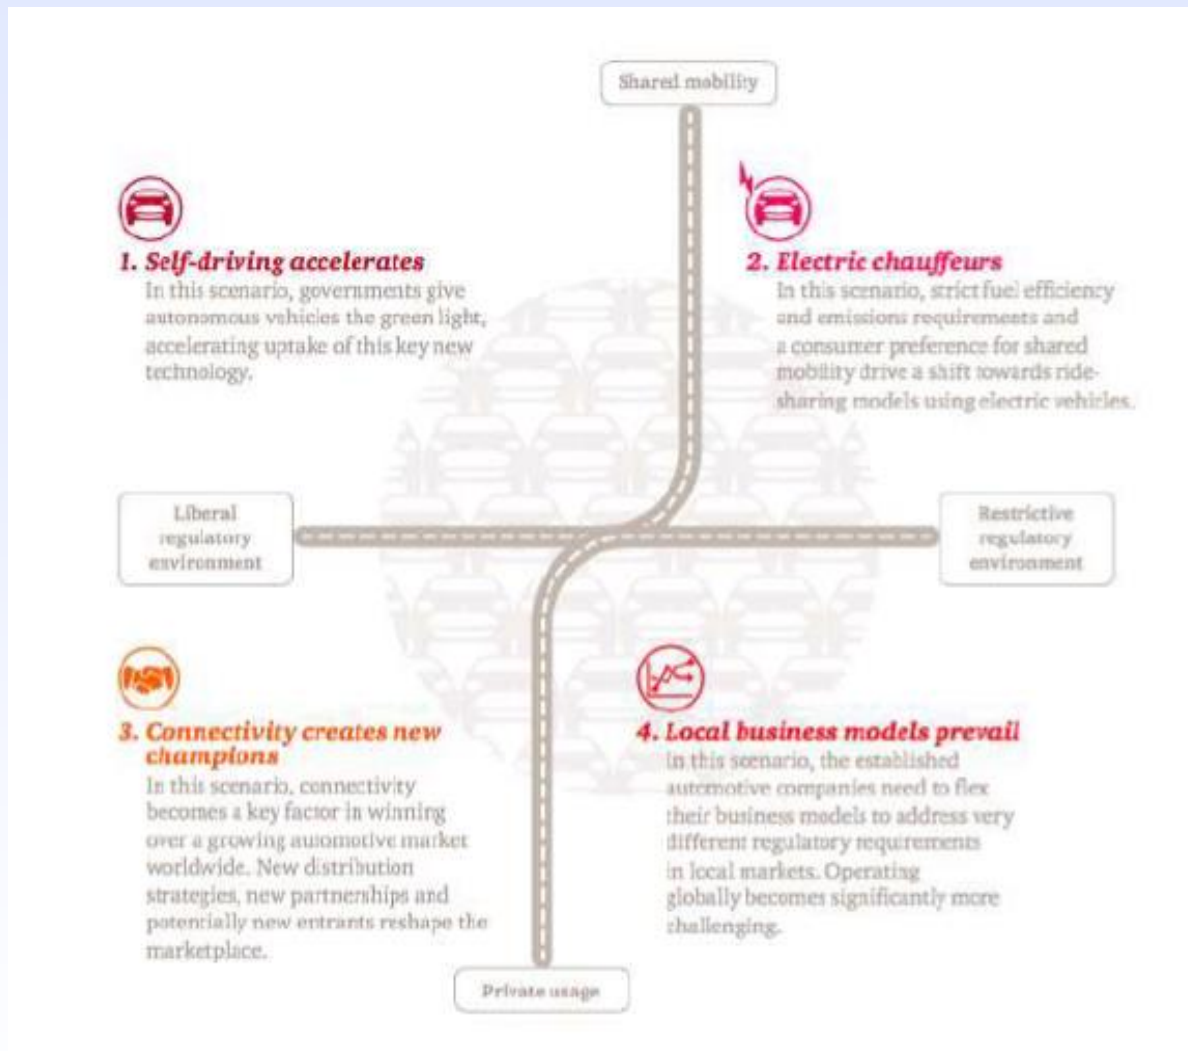 Shared mobility
1. Self-driving accelerates
In this scenario, governments give
autonomous vehicles the green light,
accelerating uptake of this key new
technology.
2. Electric chauffeurs
In this scenario, strict fuel efficiency
and emissions requirements and
a consumer preference for shared
mobility drive a shift towards ride-
sharing models using electric vehicles.
Liberal
regulatory
environment
Restrictive
regulatory
environment
3. Connectivity creates new
champions
In this scenario, connectivity
becomes a key factor in winning
over a growing automotive market
worldwide. New distribution
strategies, new partnerships and
potentially new entrants reshape the
marketplace.
4. Local business models prevail
In this scenario, the established
automotive companies need to flex
their business models to address very
different regulatory requirements
in local markets. Operating
globally becomes significantly more
challenging.
Private usage